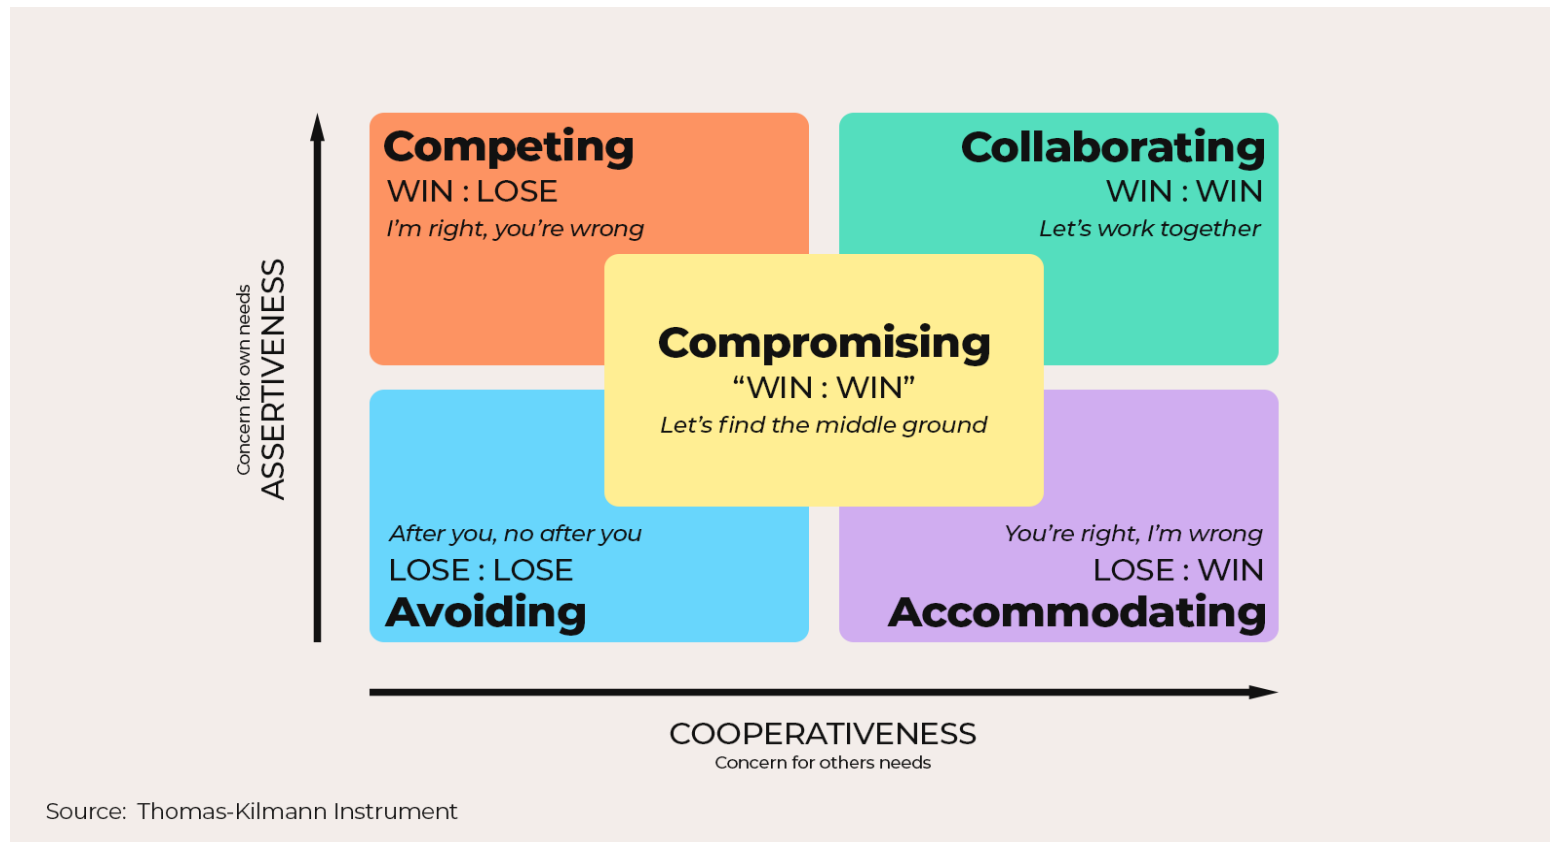 Competing
WIN : LOSE
I'm right, you're wrong
Collaborating
WIN : WIN
Let's work together
Compromising
“WIN : WIN”
Let's find the middle ground
After you, no after you
LOSE : LOSE
Avoiding
You're right, I'm wrong
LOSE : WIN
Accommodating
Concern for own needs
ASSERTIVENESS
COOPERATIVENESS
Concern for others needs
Source: Thomas-Kilmann Instrument